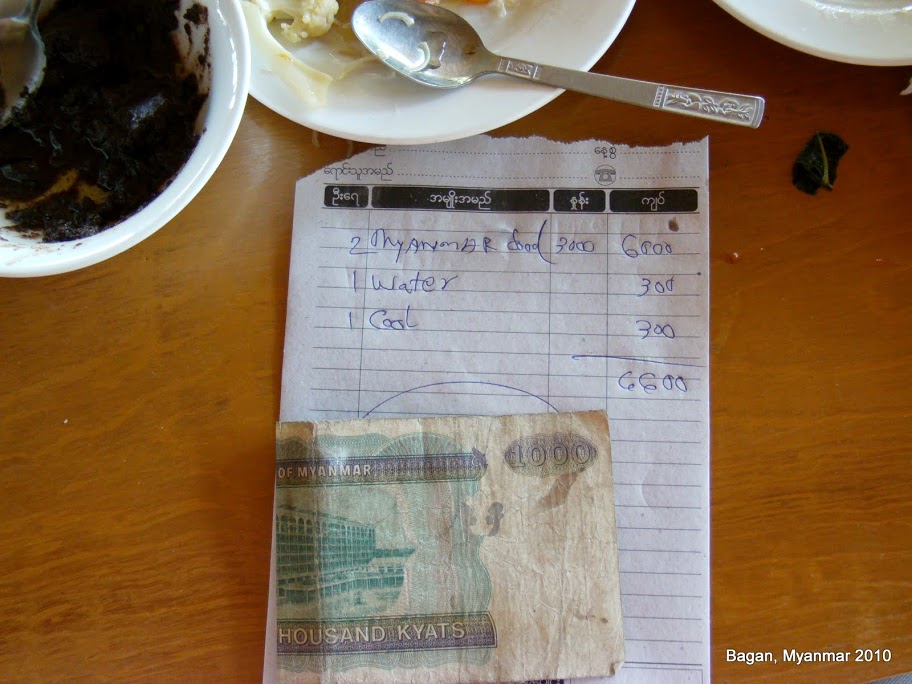 ည်
နေ့စွဲ
ရောင်းသူအမည်
ဦးရေ အမျိုးအမည် နှုန်း ကျပ်
2 MYANMAR food 3000 6000
1 Water 300
1 Cool 300
6600
1000
OF MYANMAR
HOUSAND KYATS
Bagan, Myanmar 2010